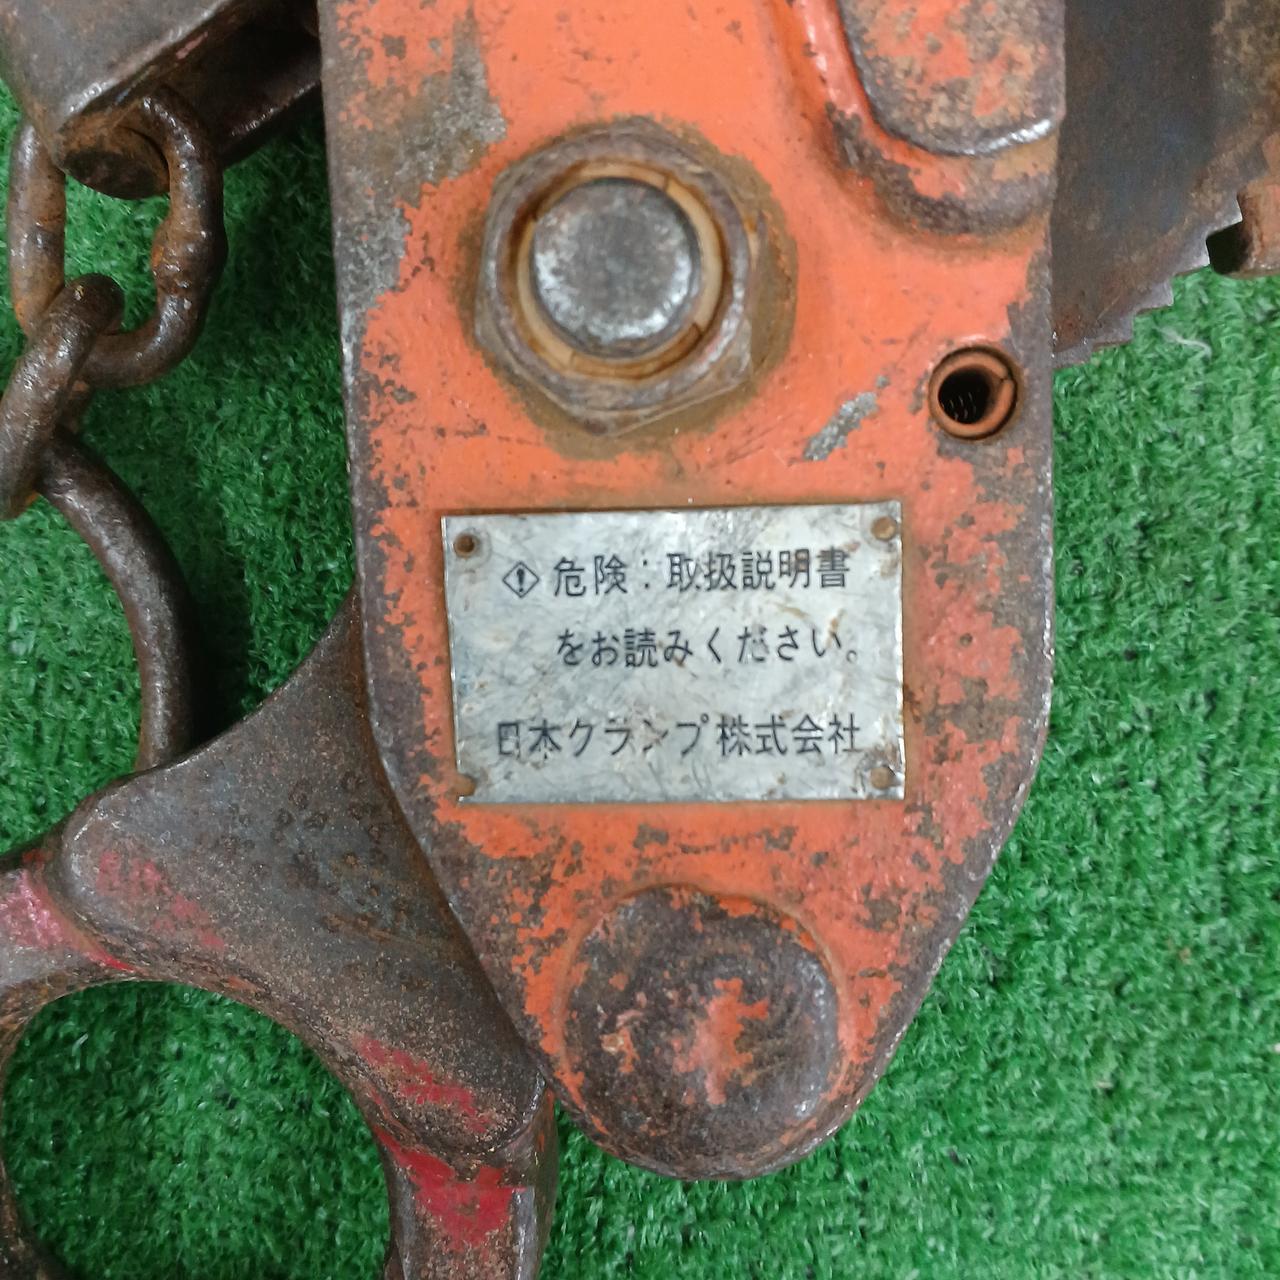 危険：取扱説明書
をお読みください。
日本クランプ株式会社